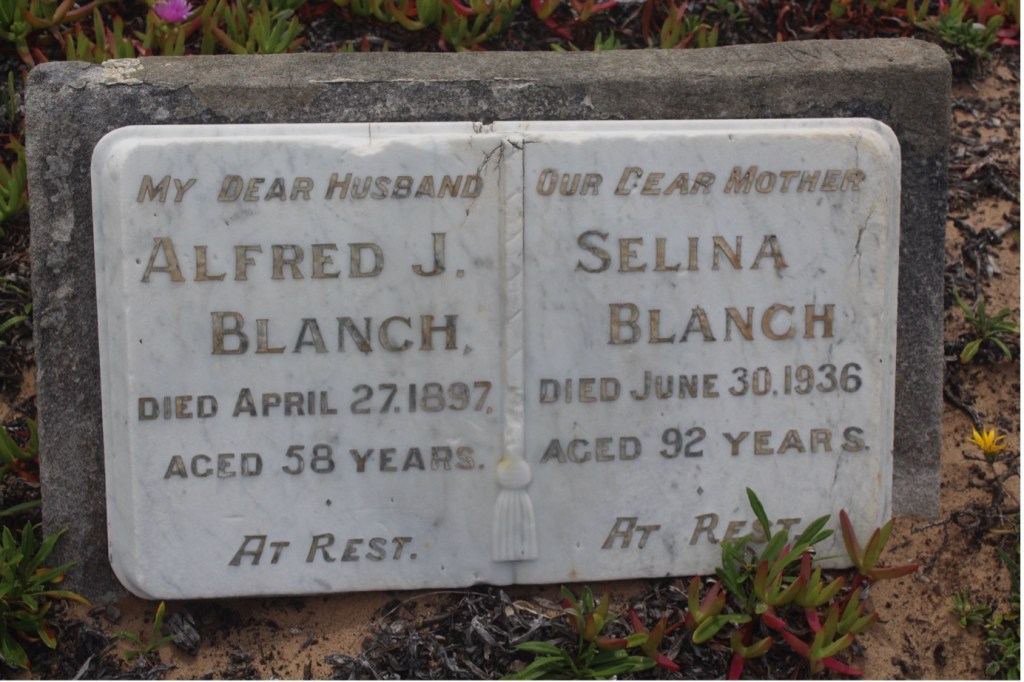 My Dear Husband
Alfred J.
Blanch.
Died April 27. 1897.
Aged 58 Years.
At Rest.
Our Dear Mother
Selina
Blanch
Died June 30. 1936
Aged 92 Years.
At Rest.